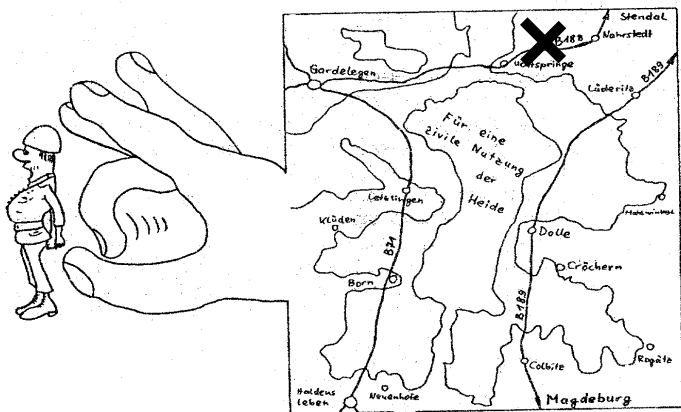 Stendal
B188
Nahrstedt
Gardelegen
B189
Lüderitz
Für eine
zivile Nutzung
der
Heide
Letzlingen
Klüden
Dolle
B71
Cröchern
Born
B189
Colbitz
Rogätz
Haldens
leben
Neuenhofe
Magdeburg